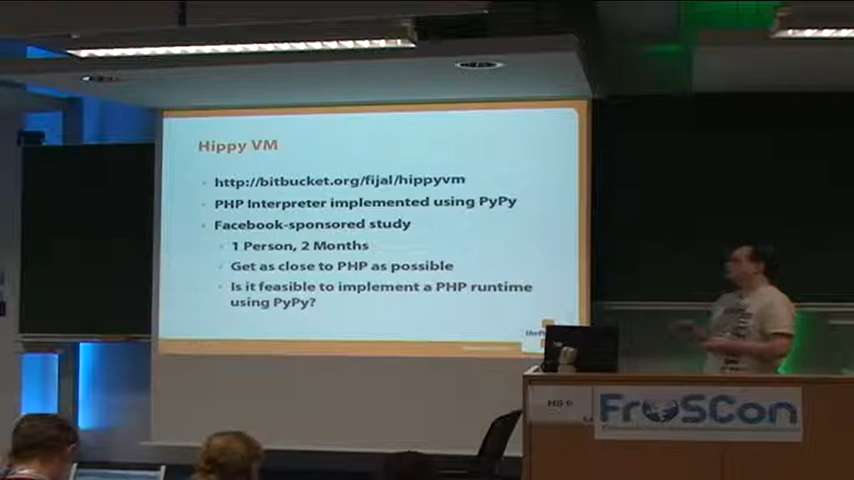 Hippy VM
http://bitbucket.org/fijal/hippyvm
PHP Interpreter implemented using PyPy
Facebook-sponsored study
1 Person, 2 Months
Get as close to PHP as possible
Is it feasible to implement a PHP runtime
using PyPy?
FrOSCon